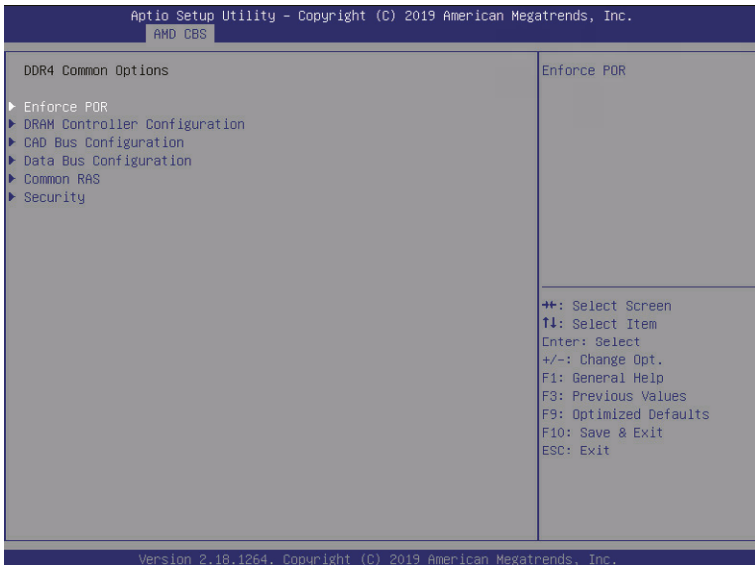 Aptio Setup Utility – Copyright (C) 2019 American Megatrends, Inc.
AMD CBS
DDR4 Common Options
Enforce POR
DRAM Controller Configuration
CAD Bus Configuration
Data Bus Configuration
Common RAS
Security
Enforce POR
→←: Select Screen
↑↓: Select Item
Enter: Select
+/-: Change Opt.
F1: General Help
F3: Previous Values
F9: Optimized Defaults
F10: Save & Exit
ESC: Exit
Version 2.18.1264. Copyright (C) 2019 American Megatrends, Inc.